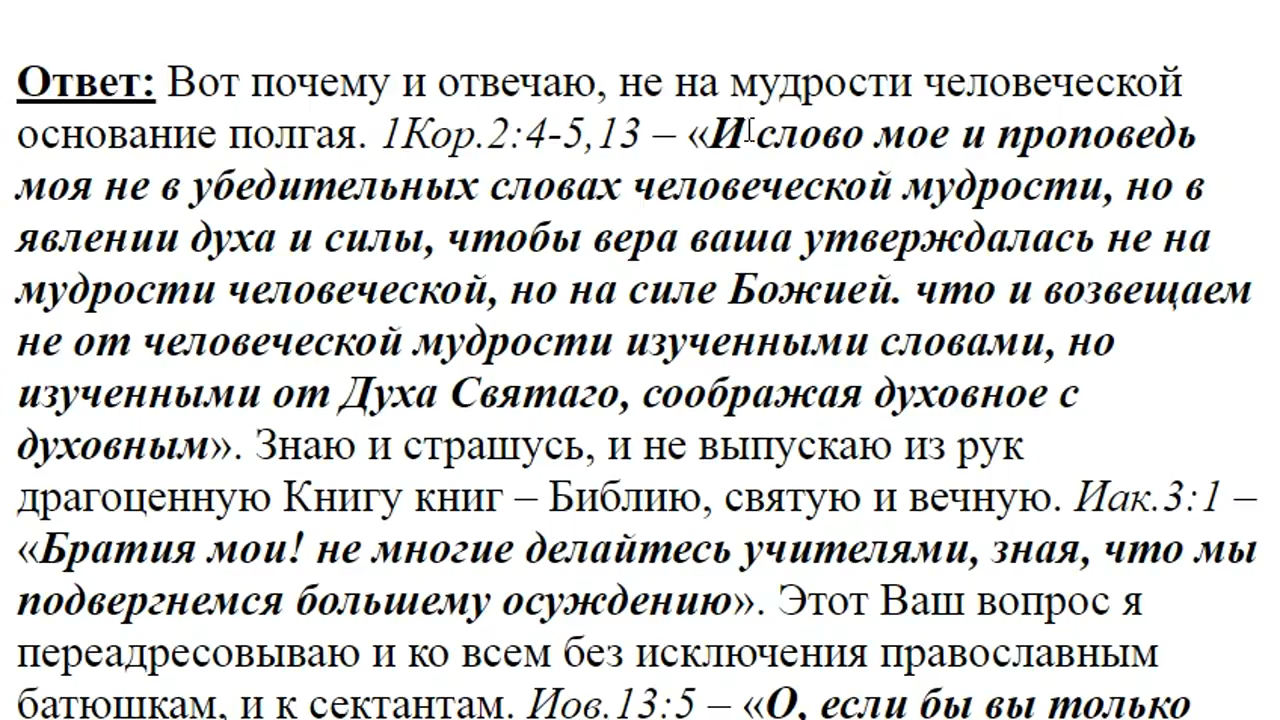 Ответ: Вот почему и отвечаю, не на мудрости человеческой
основание полгая. 1Кор.2:4-5,13 – «И слово мое и проповедь
моя не в убедительных словах человеческой мудрости, но в
явлении духа и силы, чтобы вера ваша утверждалась не на
мудрости человеческой, но на силе Божией. что и возвещаем
не от человеческой мудрости изученными словами, но
изученными от Духа Святаго, соображая духовное с
духовным». Знаю и страшусь, и не выпускаю из рук
драгоценную Книгу книг – Библию, святую и вечную. Иак.3:1 –
«Братия мои! не многие делайтесь учителями, зная, что мы
подвергнемся большему осуждению». Этот Ваш вопрос я
переадресовываю и ко всем без исключения православным
батюшкам, и к сектантам. Иов.13:5 – «О, если бы вы только